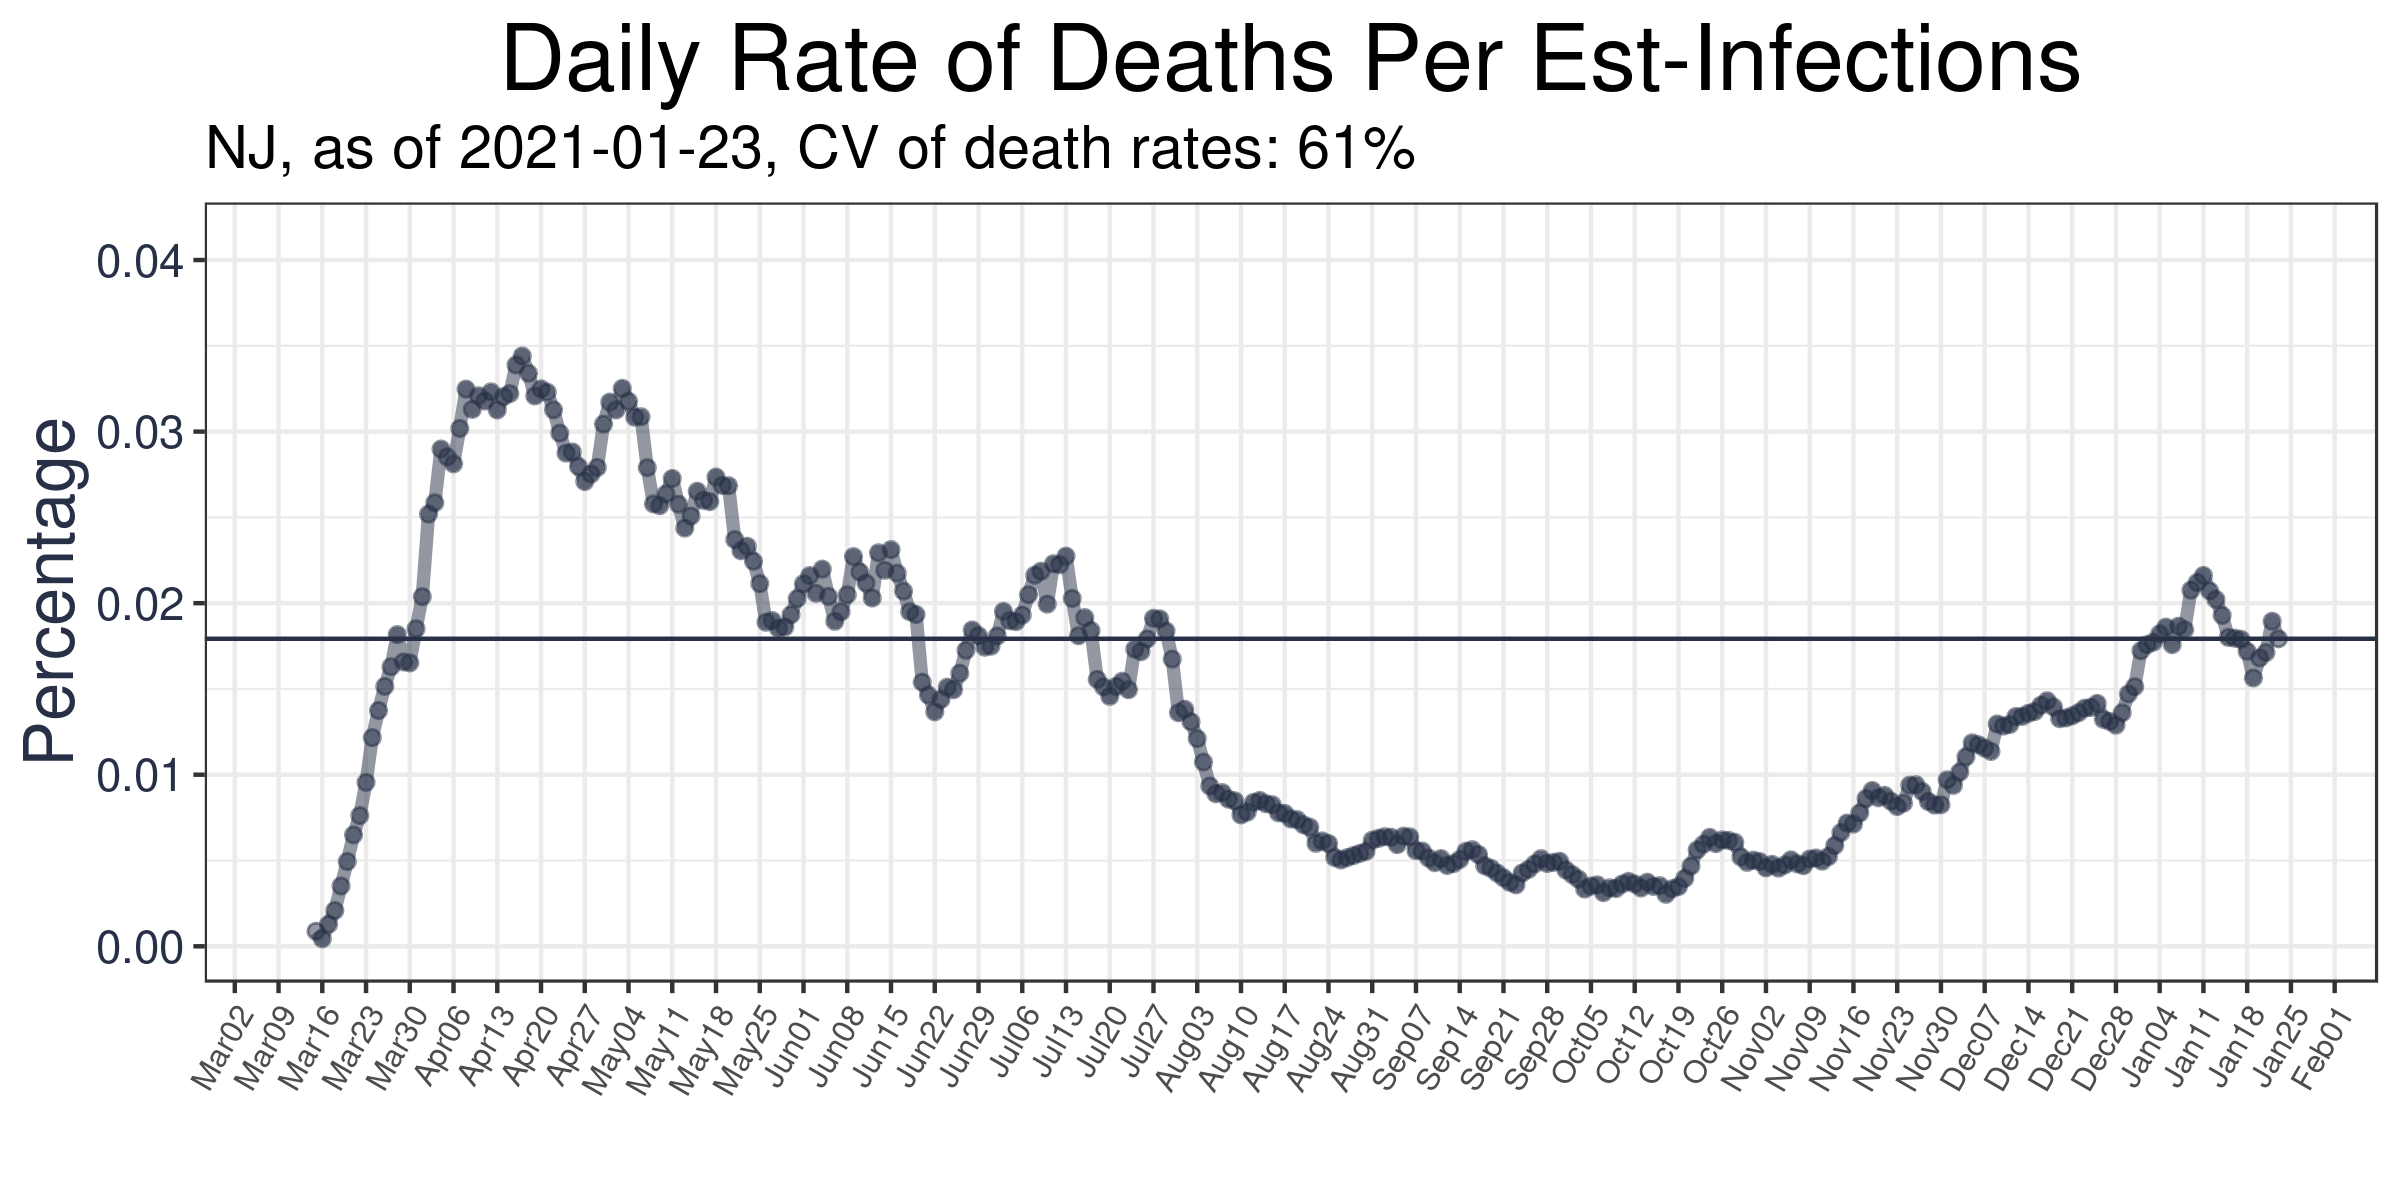 Daily Rate of Deaths Per Est-Infections
NJ, as of 2021-01-23, CV of death rates: 61%
Percentage
0.04
0.03
0.02
0.01
0.00
Mar02
Mar09
Mar16
Mar23
Mar30
Apr06
Apr13
Apr20
Apr27
May04
May11
May18
May25
Jun01
Jun08
Jun15
Jun22
Jun29
Jul06
Jul13
Jul20
Jul27
Aug03
Aug10
Aug17
Aug24
Aug31
Sep07
Sep14
Sep21
Sep28
Oct05
Oct12
Oct19
Oct26
Nov02
Nov09
Nov16
Nov23
Nov30
Dec07
Dec14
Dec21
Dec28
Jan04
Jan11
Jan18
Jan25
Feb01